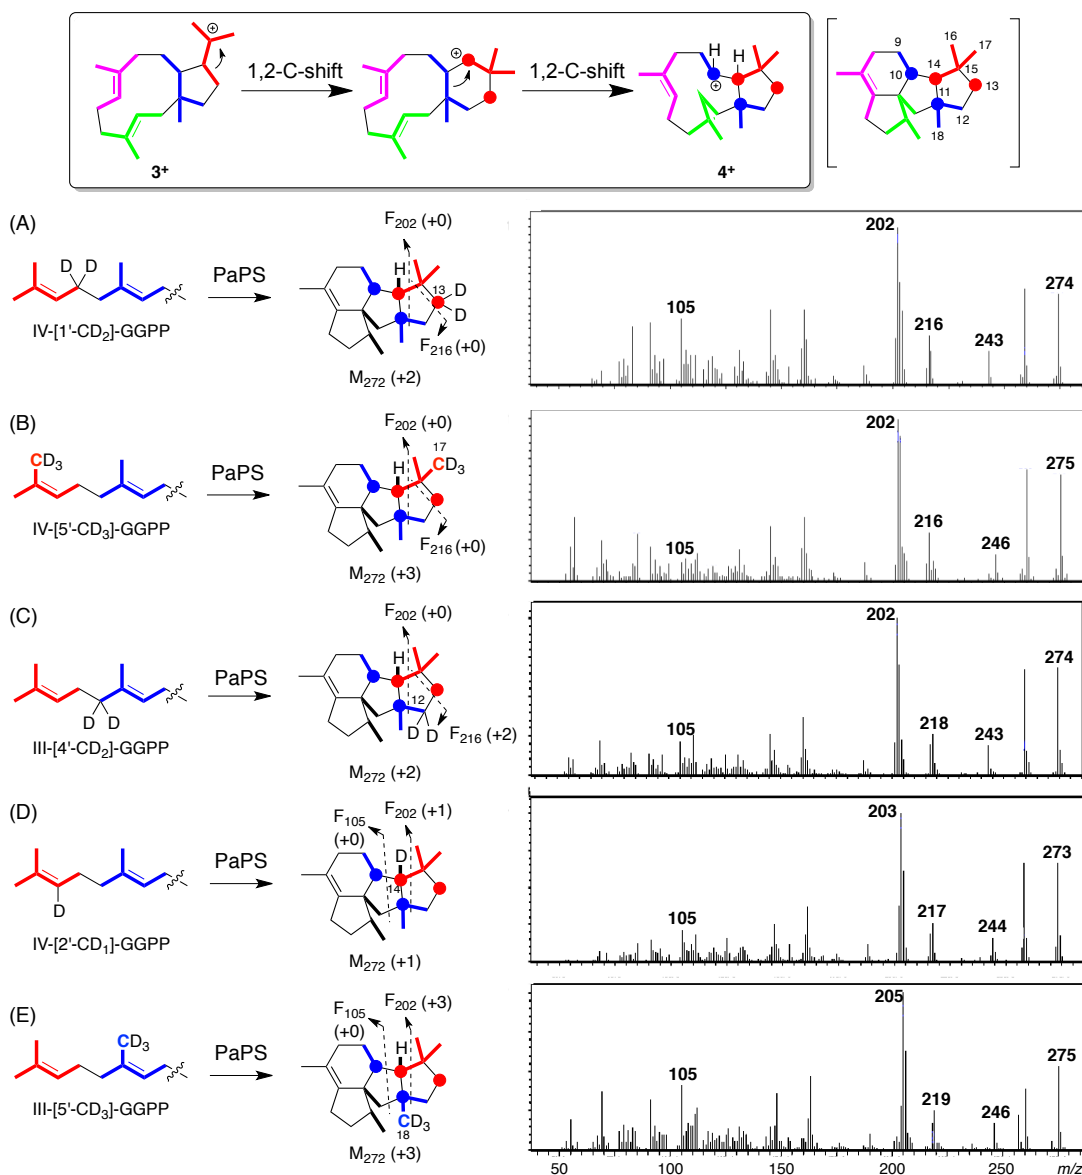 1,2-C-shift
1,2-C-shift
H
H
16
17
9
10
14
15
13
11
12
18
3+
4+
(A)
D D
IV-[1'-CD2]-GGPP
PaPS
F202 (+0)
H
13
D
D
F216 (+0)
M272 (+2)
202
105
216
243
274
(B)
CD3
IV-[5'-CD3]-GGPP
PaPS
F202 (+0)
17
CD3
H
F216 (+0)
M272 (+3)
202
105
216
246
275
(C)
D D
III-[4'-CD2]-GGPP
PaPS
F202 (+0)
H
12
D D
F216 (+2)
M272 (+2)
202
105
218
243
274
(D)
D
IV-[2'-CD1]-GGPP
PaPS
F105
(+0)
F202 (+1)
D
14
M272 (+1)
203
105
217
244
273
(E)
CD3
III-[5'-CD3]-GGPP
PaPS
F105
(+0)
F202 (+3)
H
CD3
18
M272 (+3)
205
105
219
246
275
50 100 150 200 250 m/z